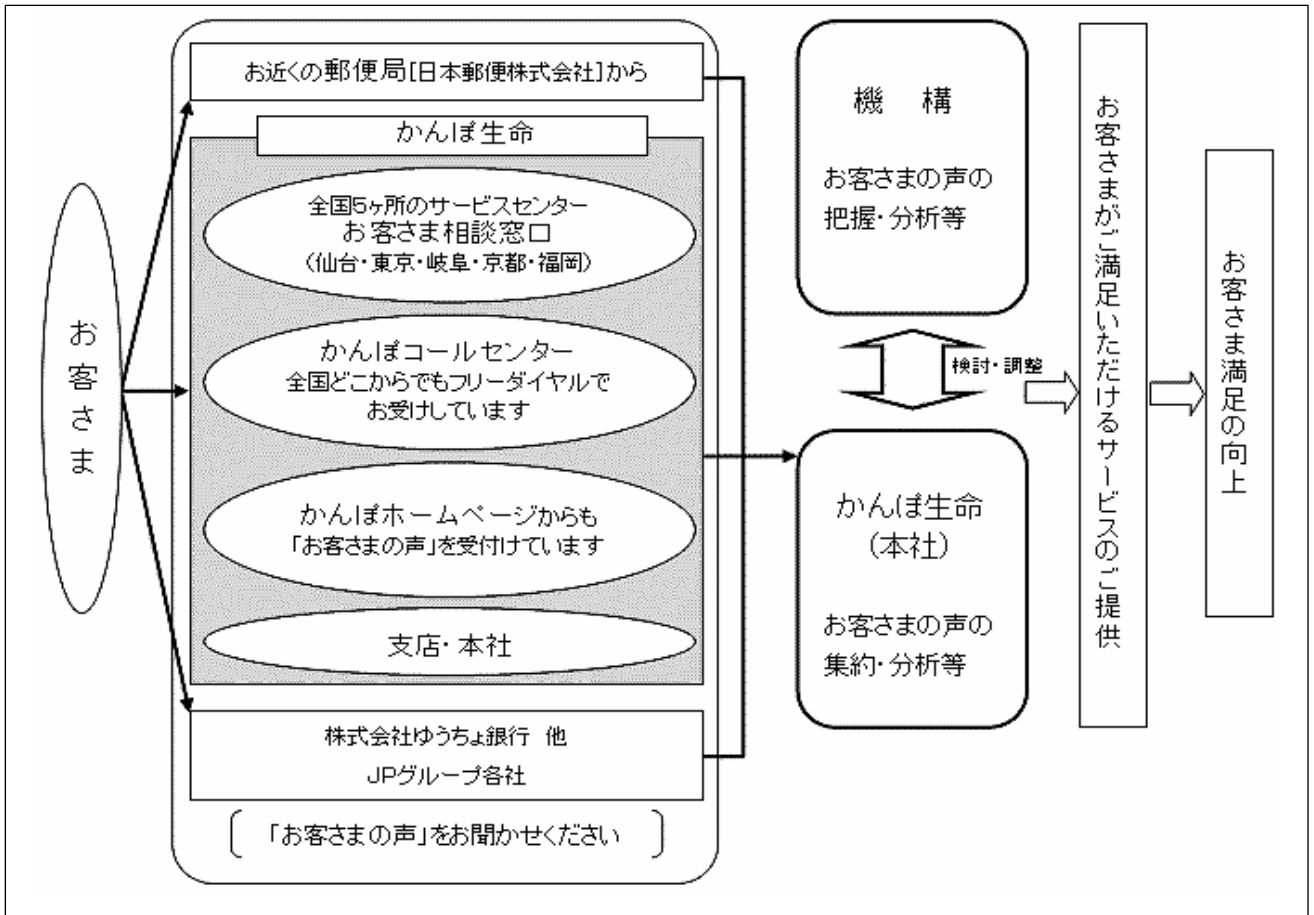 お客さま
お近くの郵便局[日本郵便株式会社]から
かんぽ生命
全国5ヶ所のサービスセンター
お客さま相談窓口
(仙台・東京・岐阜・京都・福岡)
かんぽコールセンター
全国どこからでもフリーダイヤルで
お受けしています
かんぽホームページからも
「お客さまの声」を受付けています
支店・本社
株式会社ゆうちょ銀行 他
JPグループ各社
「お客さまの声」をお聞かせください
機 構
お客さまの声の
把握・分析等
検討・調整
かんぽ生命
(本社)
お客さまの声の
集約・分析等
お客さまがご満足いただけるサービスのご提供
お客さま満足の向上